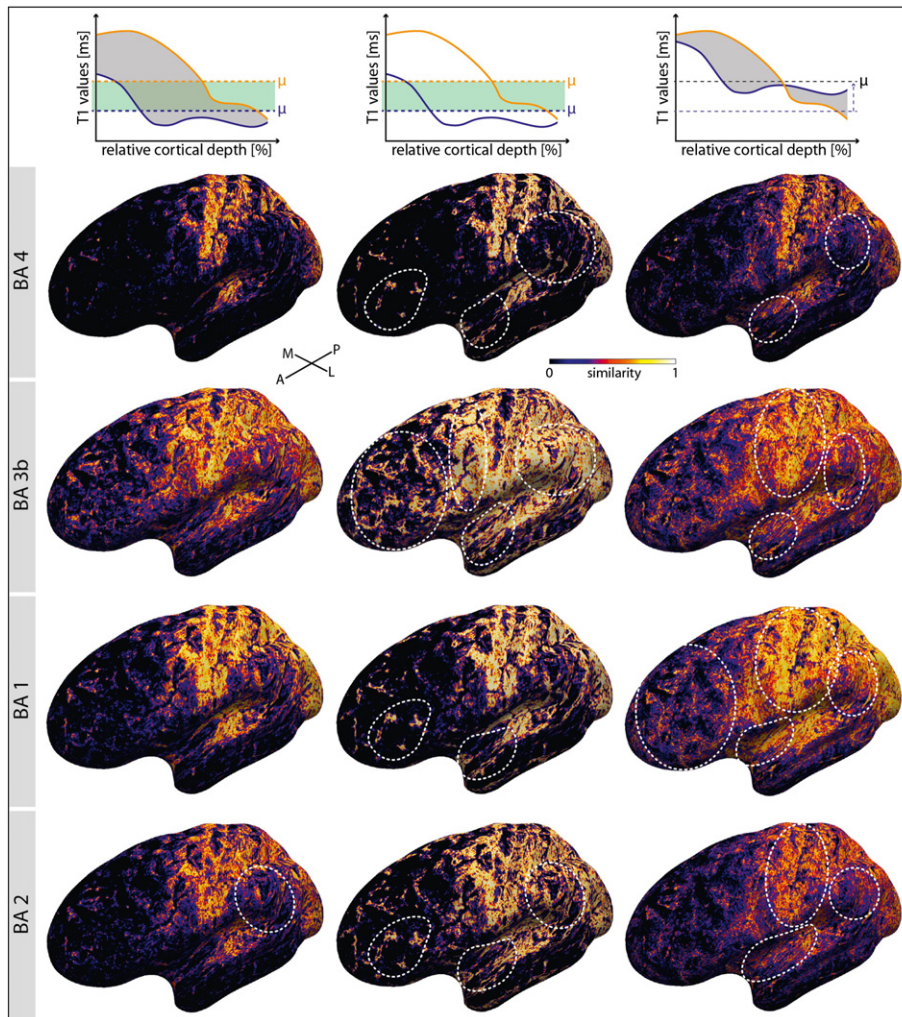 T1 values [ms]
μ
μ
relative cortical depth [%]
T1 values [ms]
μ
μ
relative cortical depth [%]
T1 values [ms]
μ
relative cortical depth [%]
BA 4
M
P
A
L
0
similarity
1
BA 3b
BA 1
BA 2